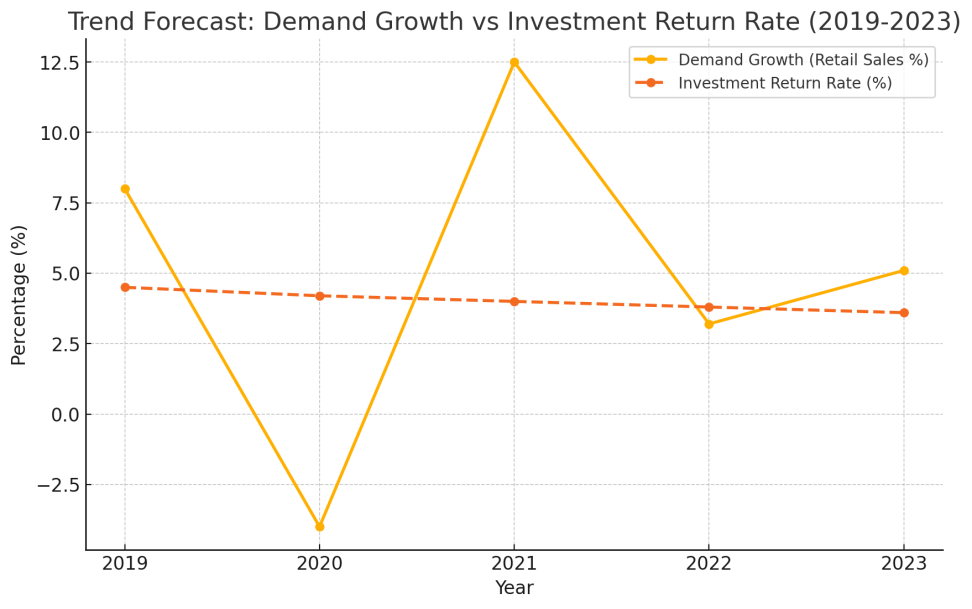 Trend Forecast: Demand Growth vs Investment Return Rate (2019-2023)
Demand Growth (Retail Sales %)
Investment Return Rate (%)
Percentage (%)
12.5
10.0
7.5
5.0
2.5
0.0
−2.5
2019 2020 2021 2022 2023
Year